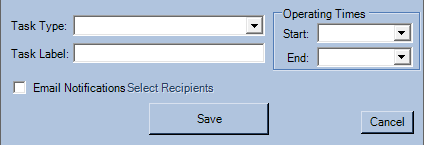 Task Type:
Task Label:
Operating Times
Start:
End:
Email Notifications Select Recipients
Save
Cancel